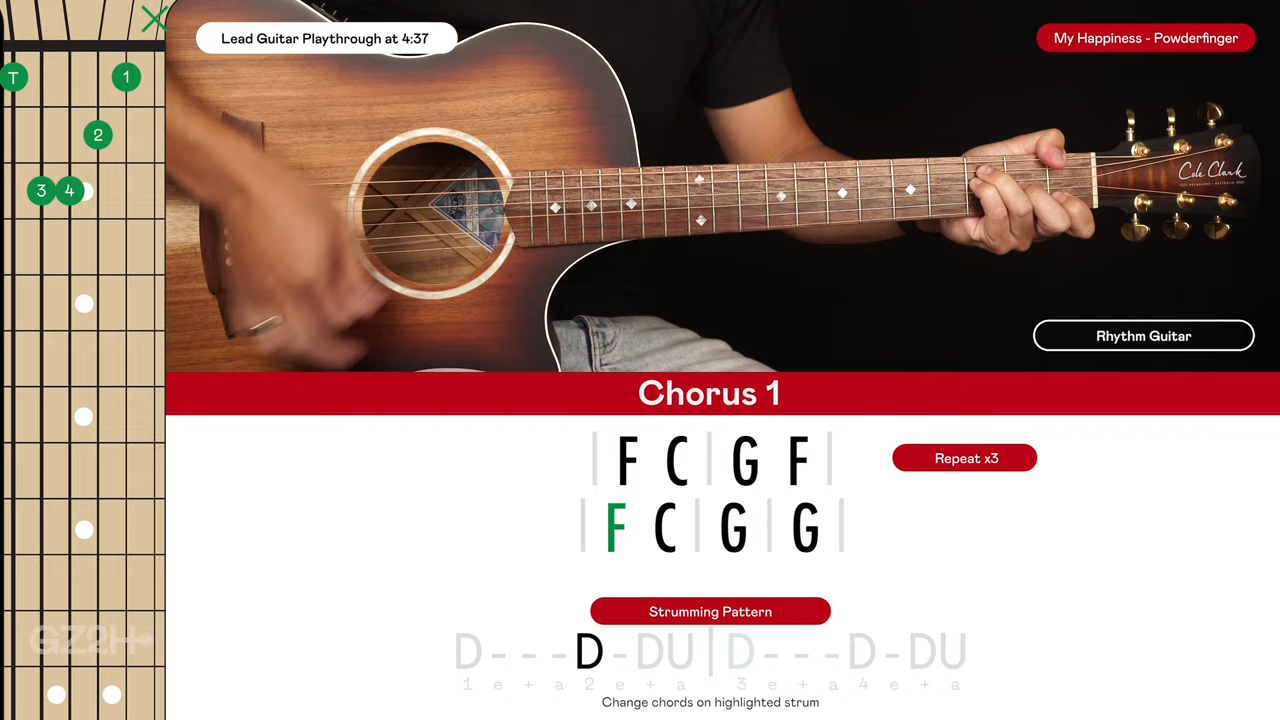 X
Lead Guitar Playthrough at 4:37
My Happiness - Powderfinger
T
1
2
3 4
Cole Clark
Rhythm Guitar
Chorus 1
| F C | G F |
Repeat x3
| F C | G | G |
Strumming Pattern
D - - - D - DU | D - - - D - DU
1 e + a 2 e + a 3 e + a 4 e + a
Change chords on highlighted strum
GZ2H